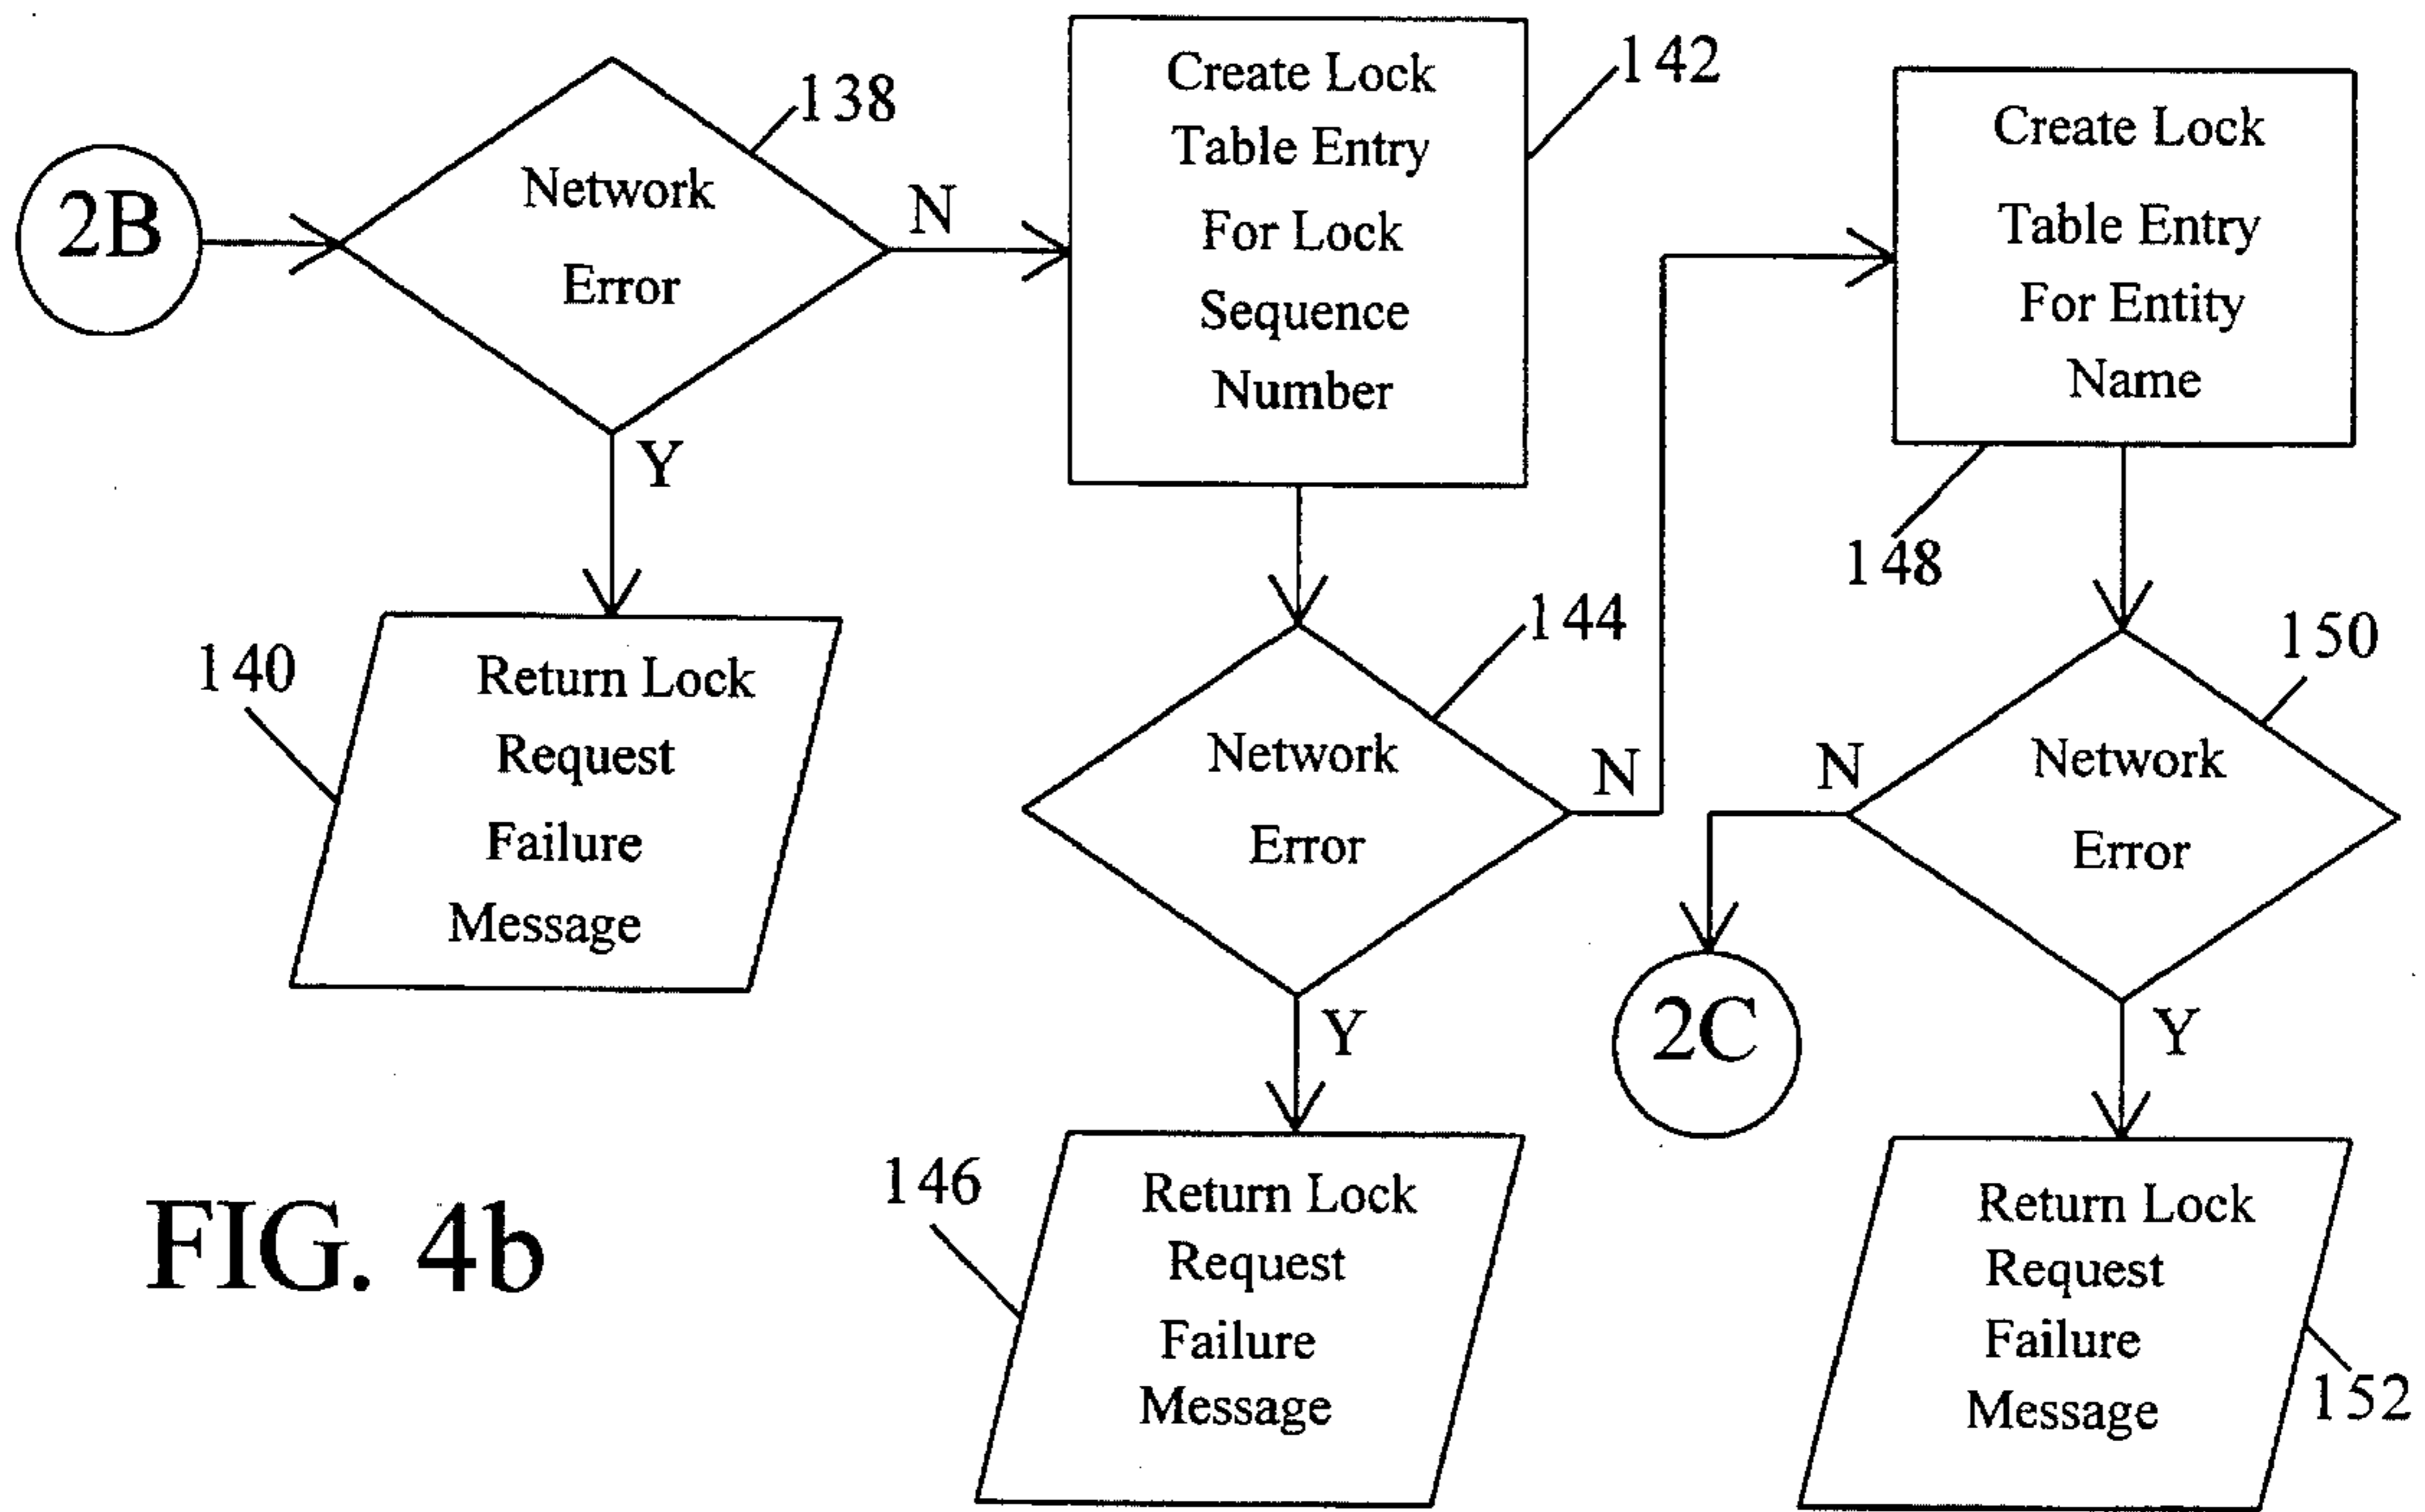 2B
Network
Error
138
N
Y
140
Return Lock
Request
Failure
Message
Create Lock
Table Entry
For Lock
Sequence
Number
142
Network
Error
144
N
Y
146
Return Lock
Request
Failure
Message
Create Lock
Table Entry
For Entity
Name
148
Network
Error
150
N
2C
Y
Return Lock
Request
Failure
Message
152
FIG. 4b